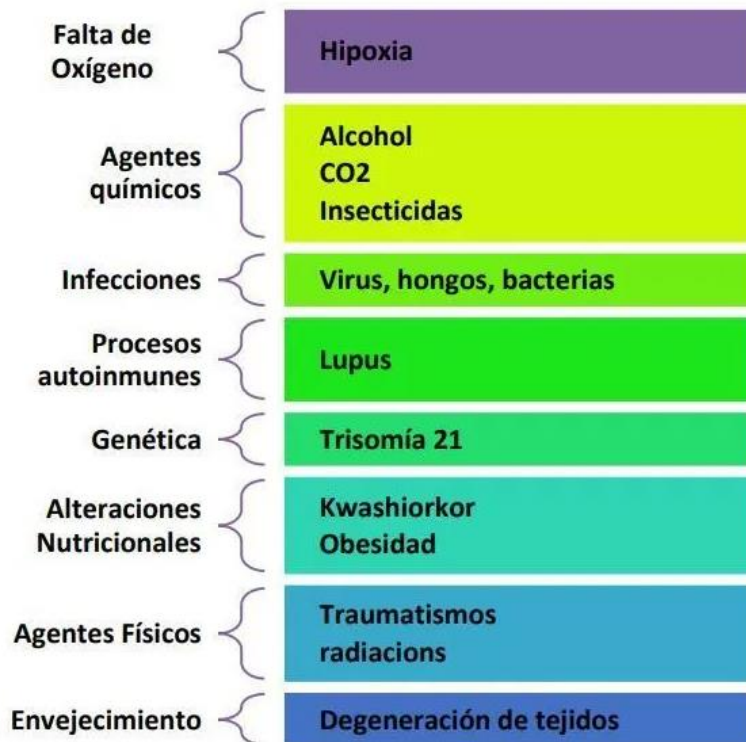 Falta de
Oxígeno
Hipoxia
Agentes
químicos
Alcohol
CO2
Insecticidas
Infecciones
Virus, hongos, bacterias
Procesos
autoinmunes
Lupus
Genética
Trisomía 21
Alteraciones
Nutricionales
Kwashiorkor
Obesidad
Agentes Físicos
Traumatismos
radiacions
Envejecimiento
Degeneración de tejidos